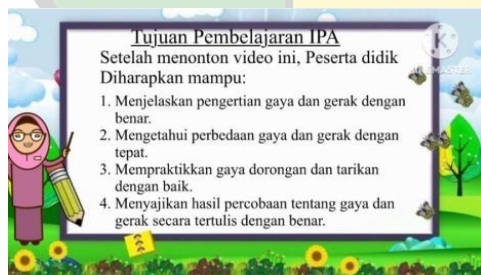 Tujuan Pembelajaran IPA
Setelah menonton video ini, Peserta didik
Diharapkan mampu:
1. Menjelaskan pengertian gaya dan gerak dengan
benar.
2. Mengetahui perbedaan gaya dan gerak dengan
tepat.
3. Mempraktikkan gaya dorongan dan tarikan
dengan baik.
4. Menyajikan hasil percobaan tentang gaya dan
gerak secara tertulis dengan benar.
K